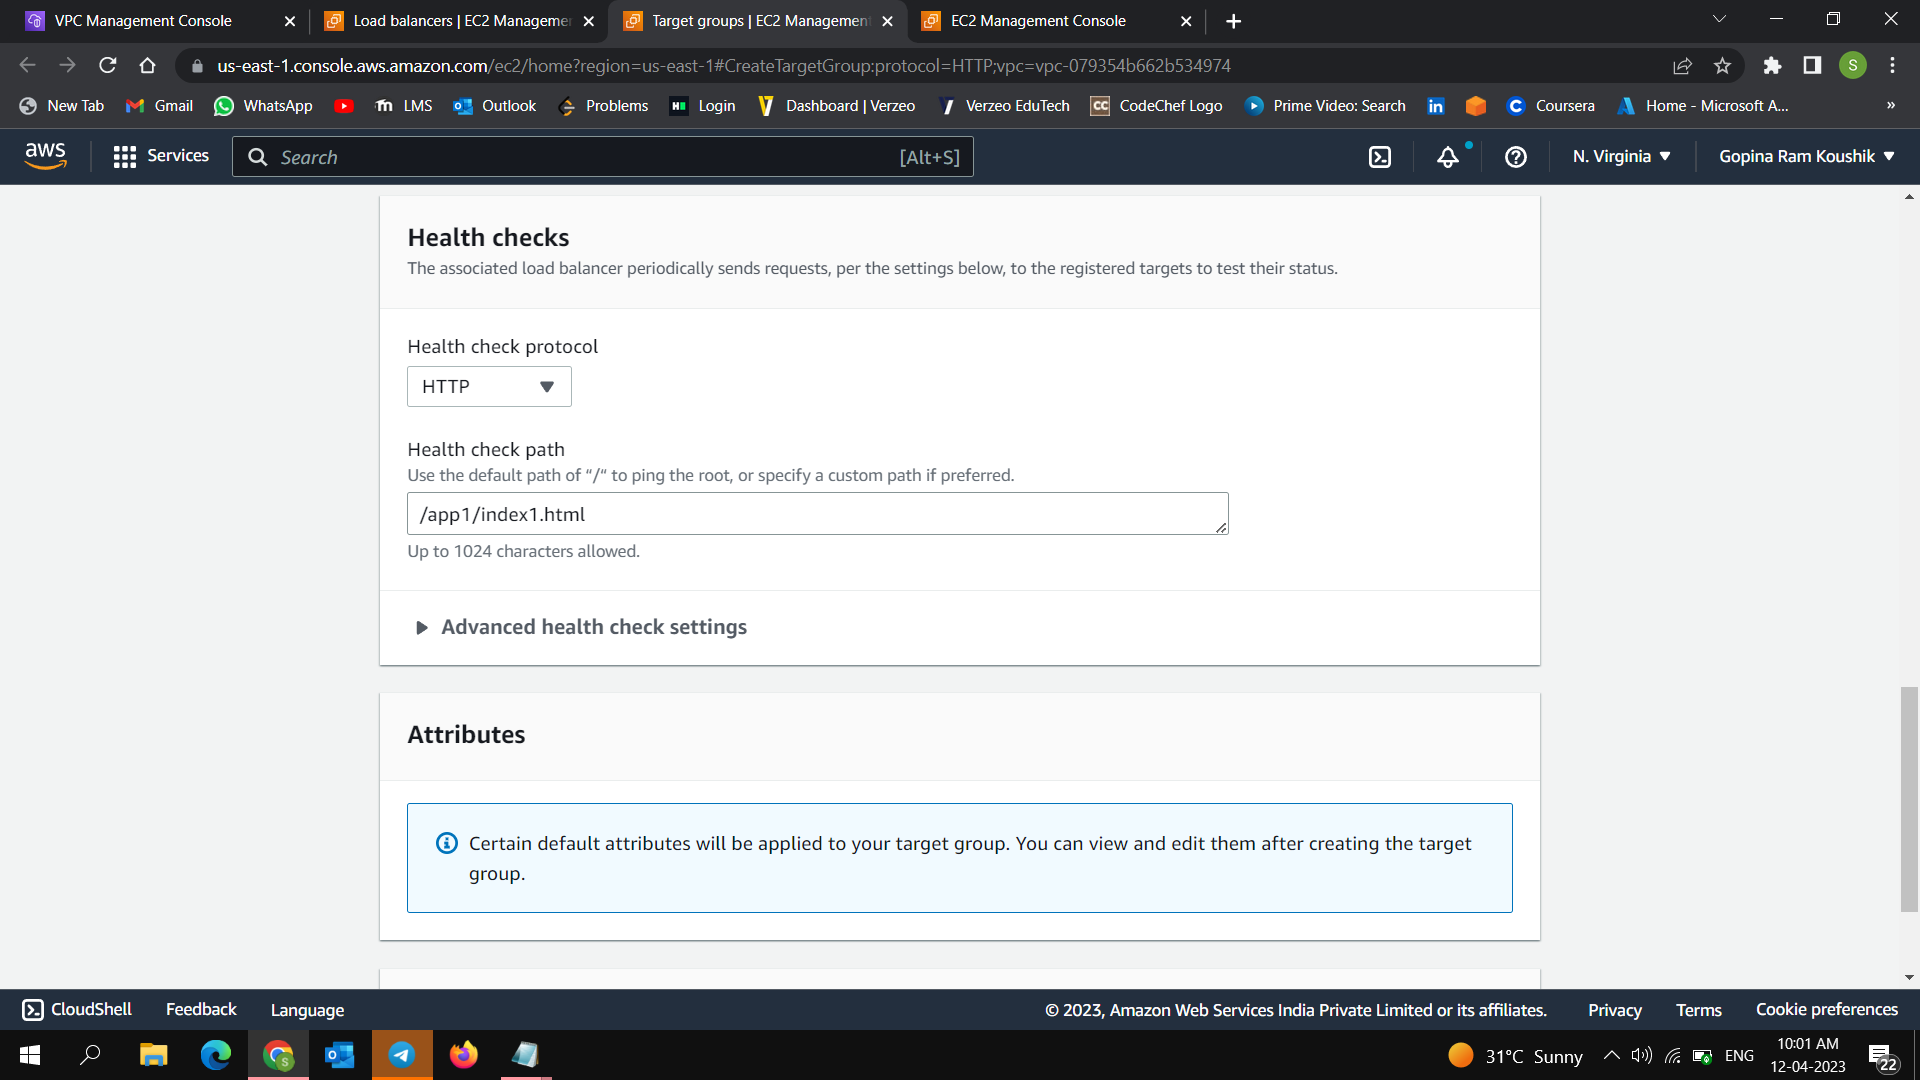 VPC Management Console
Load balancers | EC2 Manageme
Target groups | EC2 Management
EC2 Management Console
us-east-1.console.aws.amazon.com/ec2/home?region=us-east-1#CreateTargetGroup:protocol=HTTP;vpc=vpc-079354b662b534974
S
New Tab
Gmail
WhatsApp
LMS
Outlook
Problems
Login
Dashboard | Verzeo
Verzeo EduTech
CodeChef Logo
Prime Video: Search
Coursera
Home - Microsoft A...
»
aws
Services
Search
[Alt+S]
N. Virginia
Gopina Ram Koushik
Health checks
The associated load balancer periodically sends requests, per the settings below, to the registered targets to test their status.
Health check protocol
HTTP
Health check path
Use the default path of “/“ to ping the root, or specify a custom path if preferred.
/app1/index1.html
Up to 1024 characters allowed.
Advanced health check settings
Attributes
Certain default attributes will be applied to your target group. You can view and edit them after creating the target
group.
CloudShell
Feedback
Language
© 2023, Amazon Web Services India Private Limited or its affiliates.
Privacy
Terms
Cookie preferences
31°C Sunny
ENG
10:01 AM
12-04-2023
22